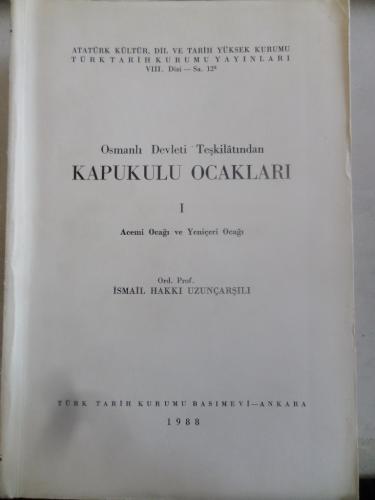 ATATÜRK KÜLTÜR, DİL VE TARİH YÜKSEK KURUMU
TÜRK TARİH KURUMU YAYINLARI
VIII. Dizi — Sa. 12ª
Osmanlı Devleti Teşkilâtından
KAPUKULU OCAKLARI
I
Acemi Ocağı ve Yeniçeri Ocağı
Ord. Prof.
İSMAİL HAKKI UZUNÇARŞILI
TÜRK TARİH KURUMU BASIMEVİ—ANKARA
1988